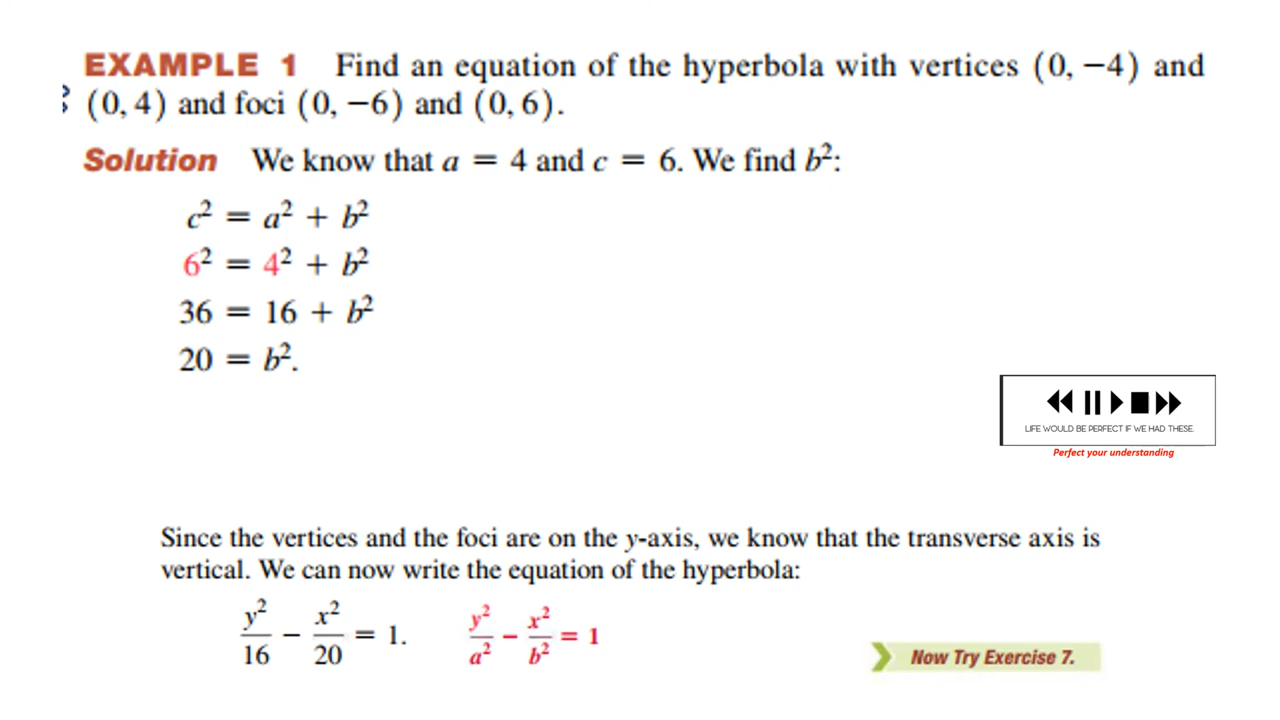 EXAMPLE 1 Find an equation of the hyperbola with vertices (0, −4) and
(0, 4) and foci (0, −6) and (0, 6).
Solution We know that a = 4 and c = 6. We find b²:
c² = a² + b²
6² = 4² + b²
36 = 16 + b²
20 = b².
LIFE WOULD BE PERFECT IF WE HAD THESE.
Perfect your understanding
Since the vertices and the foci are on the y-axis, we know that the transverse axis is
vertical. We can now write the equation of the hyperbola:
y²/16 − x²/20 = 1. y²/a² − x²/b² = 1
Now Try Exercise 7.